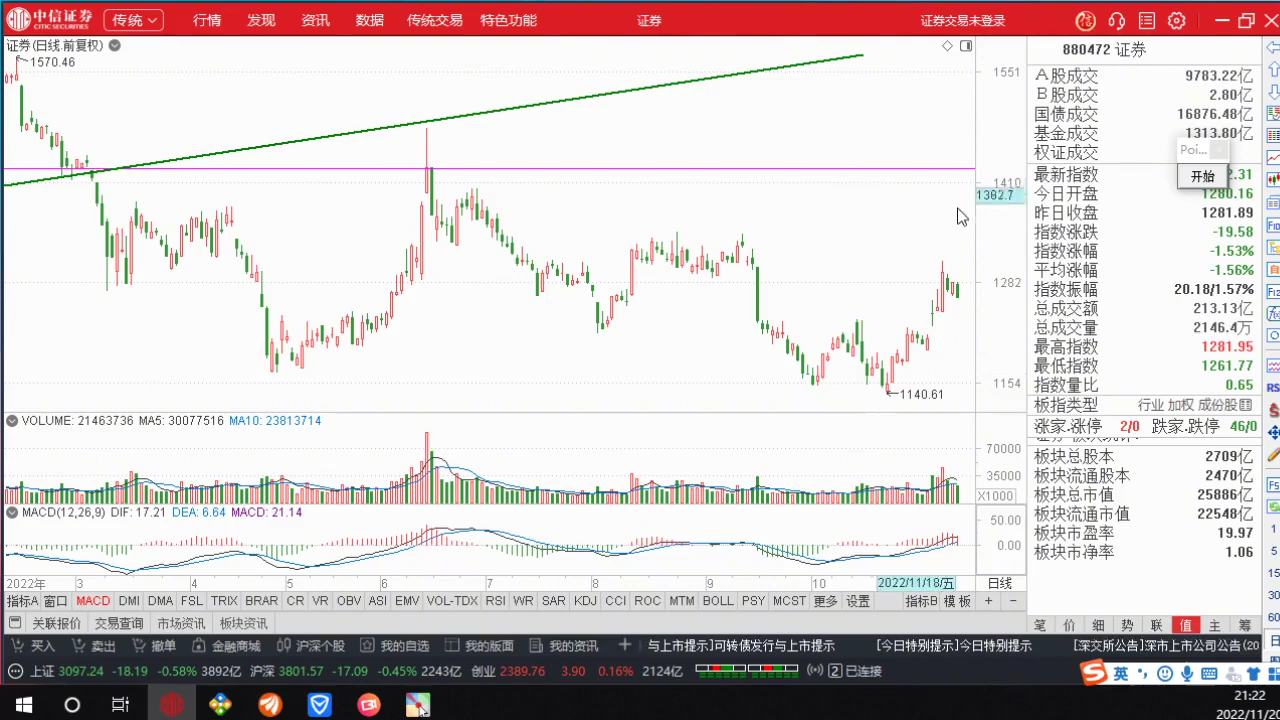 中信证券
CITIC SECURITIES
传统
行情
发现
资讯
数据
传统交易
特色功能
证券
证券交易未登录
证券(日线.前复权)
1570.46
1551
1410
1362.7
1282
1154
1140.61
VOLUME: 21463736 MA5: 30077516 MA10: 23813714
70000
35000
X1000
MACD(12,26,9) DIF: 17.21 DEA: 6.64 MACD: 21.14
50.00
0.00
2022年 3 4 5 6 7 8 9 10 2022/11/18/五 日线
指标A 窗口 MACD DMI DMA FSL TRIX BRAR CR VR OBV ASI EMV VOL-TDX RSI WR SAR KDJ CCI ROC MTM BOLL PSY MCST 更多 设置 指标B 模板 + −
关联报价 交易查询 市场资讯 板块资讯
880472 证券
A股成交 9783.22亿
B股成交 2.80亿
国债成交 16876.48亿
基金成交 1313.80亿
权证成交
Poi...
开始
最新指数 2.31
今日开盘 1280.16
昨日收盘 1281.89
指数涨跌 -19.58
指数涨幅 -1.53%
平均涨幅 -1.56%
指数振幅 20.18/1.57%
总成交额 213.13亿
总成交量 2146.4万
最高指数 1281.95
最低指数 1261.77
指数量比 0.65
板指类型 行业 加权 成份股
涨家.涨停 2/0 跌家.跌停 46/0
板块总股本 2709亿
板块流通股本 2470亿
板块总市值 25886亿
板块流通市值 22548亿
板块市盈率 19.97
板块市净率 1.06
笔 价 细 势 联 值 主 筹
买入 卖出 撤单 金融商城 沪深个股 我的自选 我的版面 我的资讯 与上市提示]可转债发行与上市提示 [今日特别提示]今日特别提示 [深交所公告]深市上市公司公告(20
上证 3097.24 -18.19 -0.58% 3892亿 沪深 3801.57 -17.09 -0.45% 2243亿 创业 2389.76 3.90 0.16% 2124亿 2 已连接
英
21:22
2022/11/20